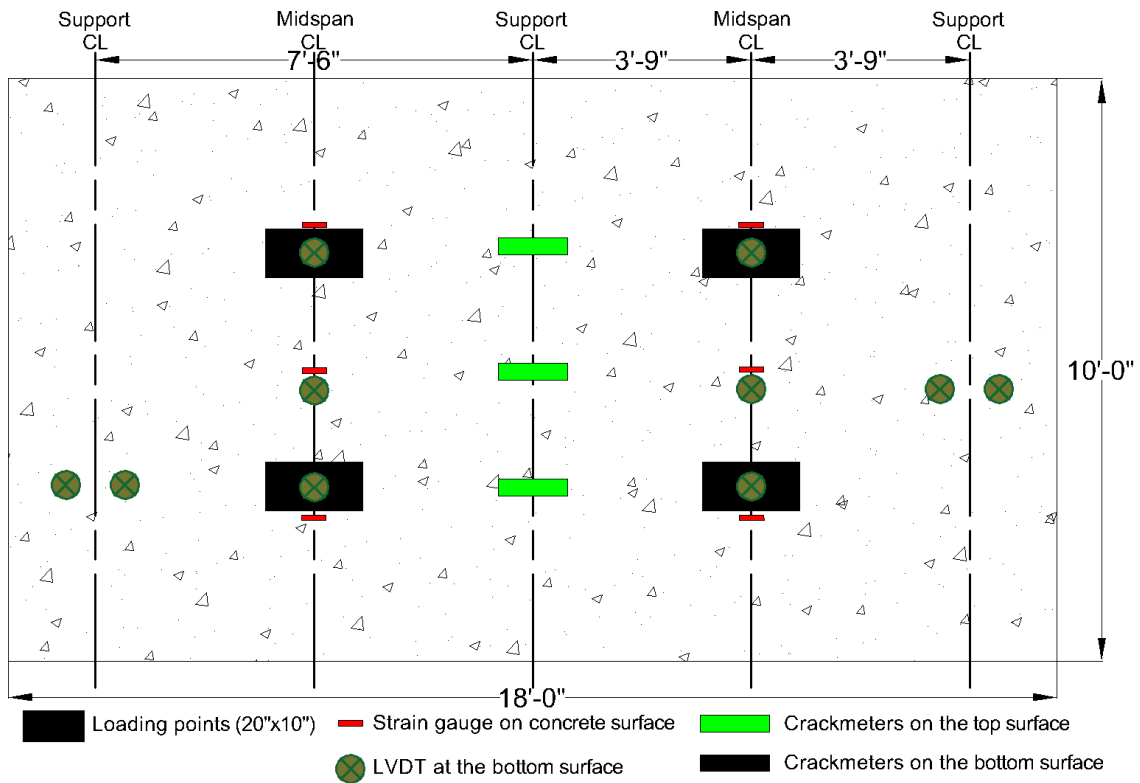 Support Midspan Support Midspan Support
CL CL CL CL CL
7'-6" 3'-9" 3'-9"
10'-0"
18'-0"
Loading points (20"x10") Strain gauge on concrete surface Crackmeters on the top surface
LVDT at the bottom surface Crackmeters on the bottom surface